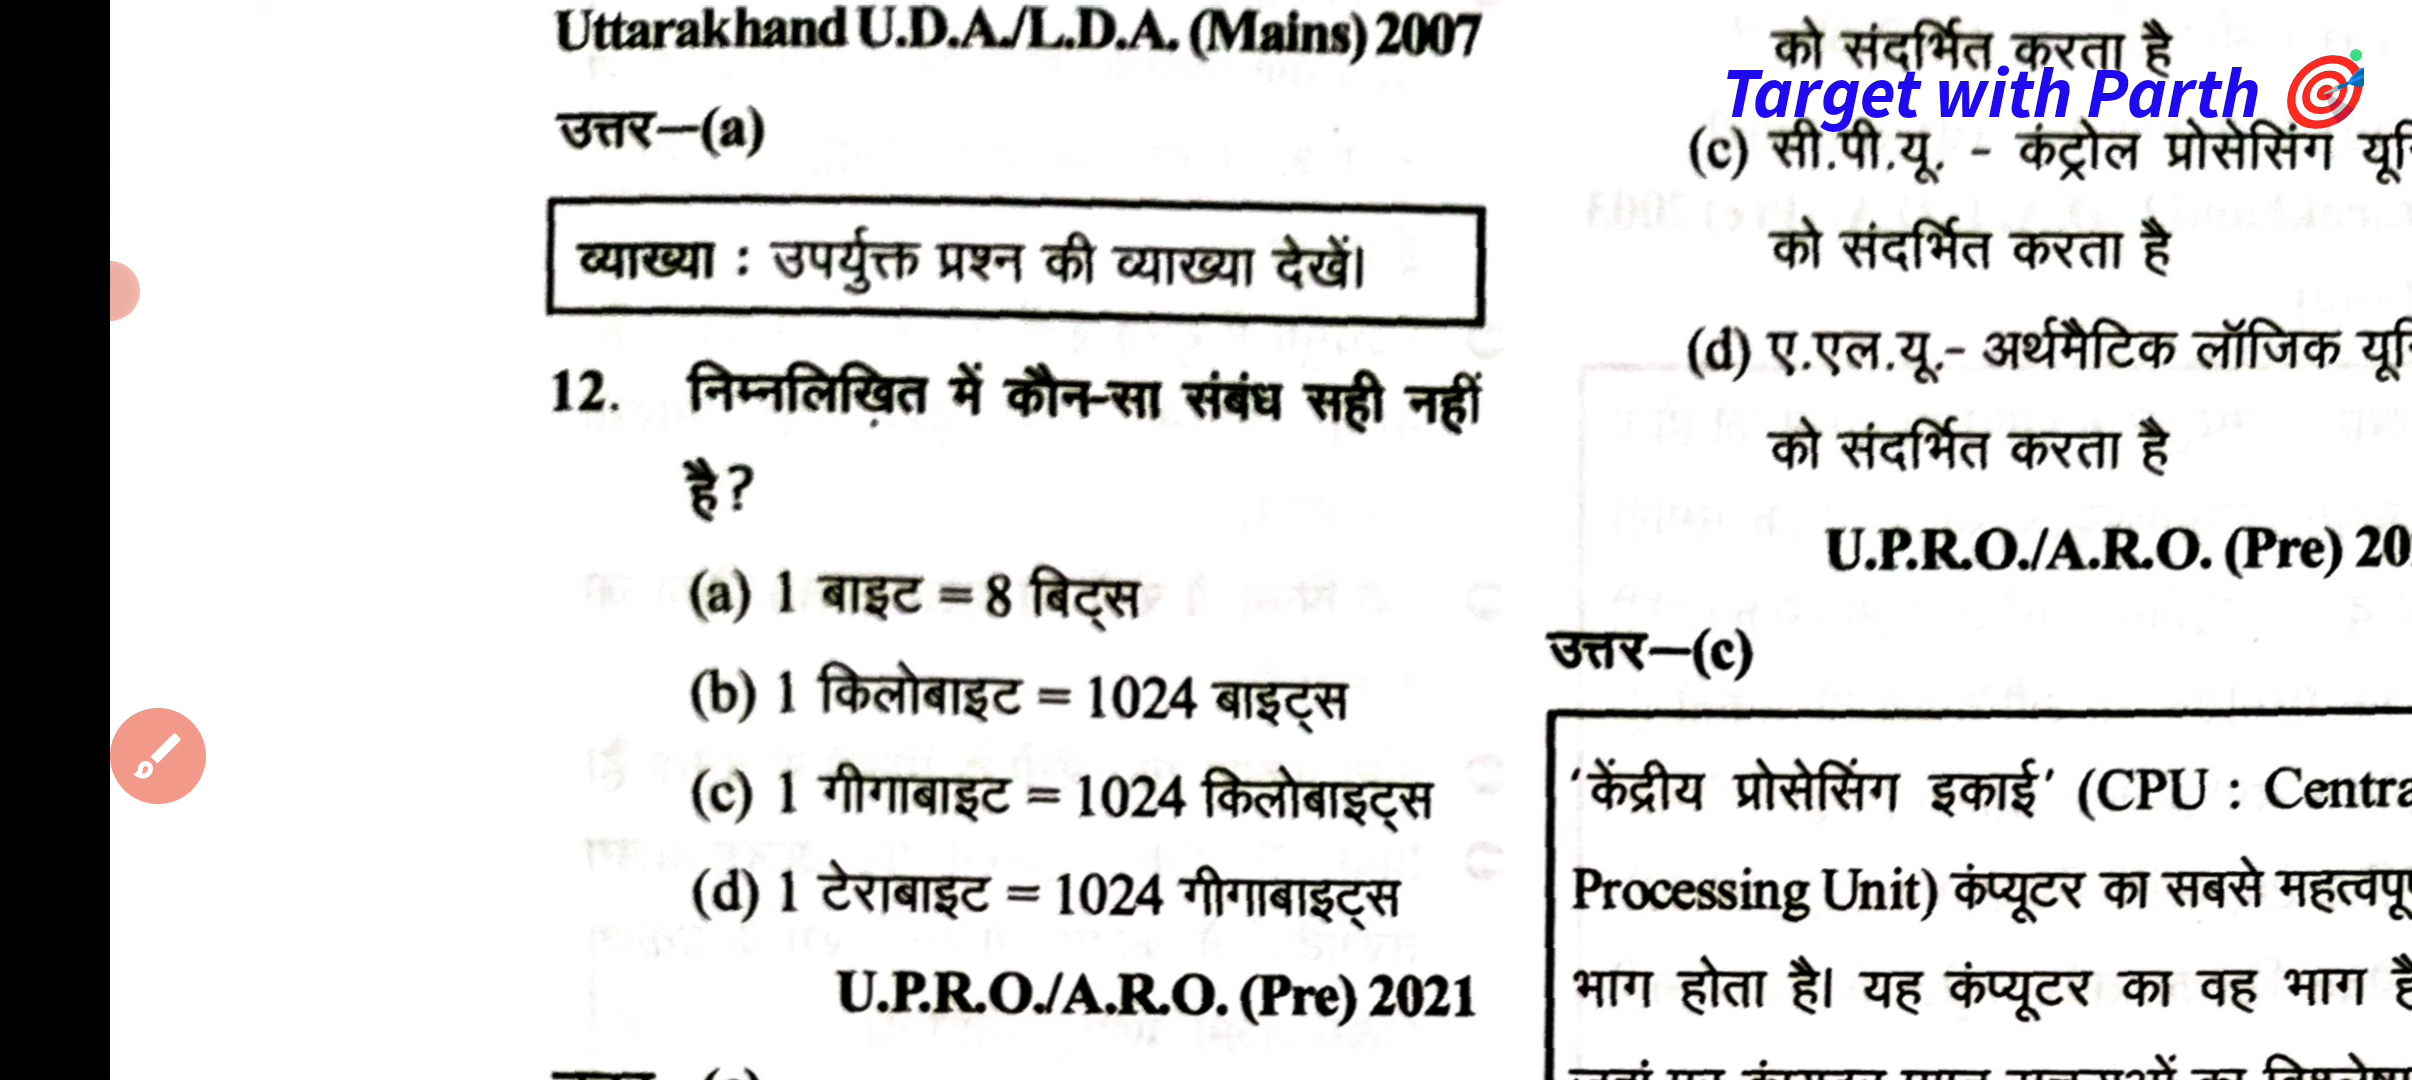 Uttarakhand U.D.A./L.D.A. (Mains) 2007
उत्तर—(a)
व्याख्या : उपर्युक्त प्रश्न की व्याख्या देखें।
12. निम्नलिखित में कौन-सा संबंध सही नहीं
है?
(a) 1 बाइट = 8 बिट्स
(b) 1 किलोबाइट = 1024 बाइट्स
(c) 1 गीगाबाइट = 1024 किलोबाइट्स
(d) 1 टेराबाइट = 1024 गीगाबाइट्स
U.P.R.O./A.R.O. (Pre) 2021
को संदर्भित करता है
Target with Parth
(c) सी.पी.यू. - कंट्रोल प्रोसेसिंग
को संदर्भित करता है
(d) ए.एल.यू.- अर्थमैटिक लॉजिक
को संदर्भित करता है
U.P.R.O./A.R.O. (Pre)
उत्तर—(c)
‘केंद्रीय प्रोसेसिंग इकाई’ (CPU :
Processing Unit) कंप्यूटर का सबसे
भाग होता है। यह कंप्यूटर का वह भाग